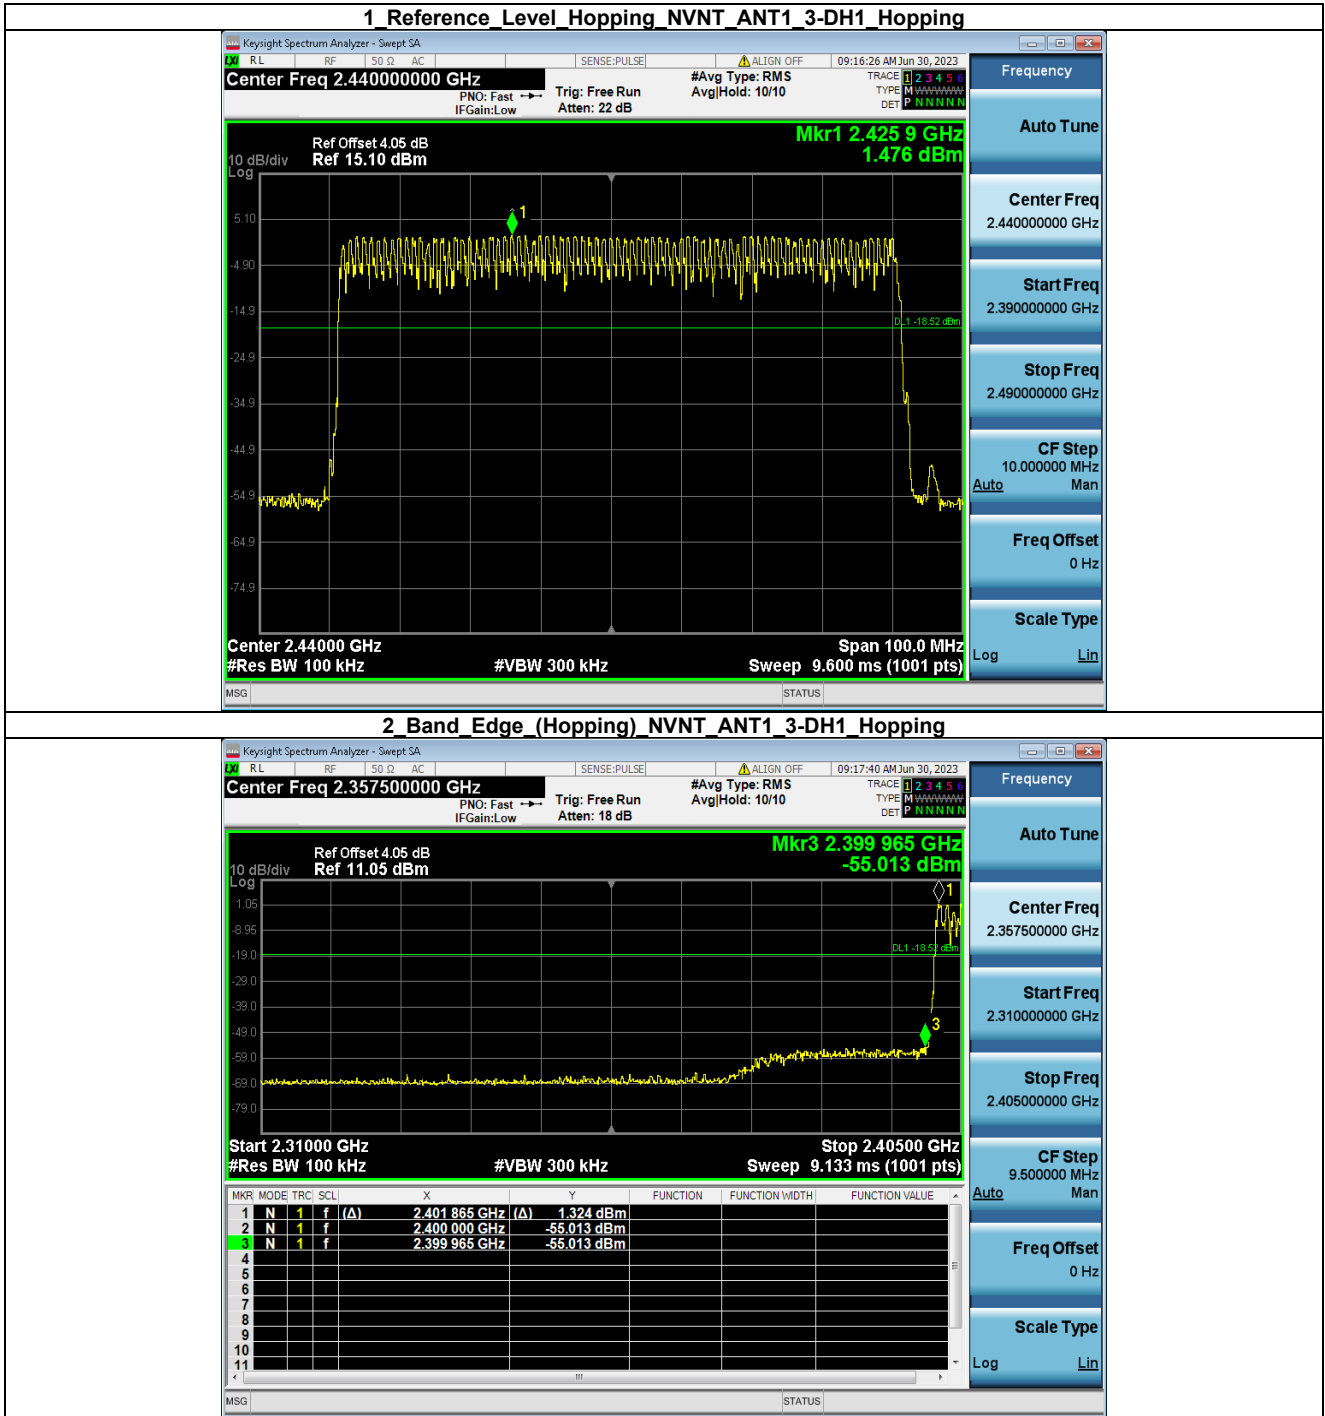 1_Reference_Level_Hopping_NVNT_ANT1_3-DH1_Hopping
Keysight Spectrum Analyzer - Swept SA
LXI RL RF 50 Ω AC SENSE:PULSE ALIGN OFF 09:16:26 AM Jun 30, 2023
Center Freq 2.440000000 GHz
PNO: Fast
IFGain:Low
Trig: Free Run
Atten: 22 dB
#Avg Type: RMS
Avg|Hold: 10/10
TRACE 1 2 3 4 5 6
TYPE M WWWWW
DET P N N N N N
Mkr1 2.425 9 GHz
1.476 dBm
Ref Offset 4.05 dB
10 dB/div Ref 15.10 dBm
Log
1
5.10
-4.90
-14.9
DL1 -18.52 dBm
-24.9
-34.9
-44.9
-54.9
-64.9
-74.9
Center 2.44000 GHz Span 100.0 MHz
#Res BW 100 kHz #VBW 300 kHz Sweep 9.600 ms (1001 pts)
MSG STATUS
Frequency
Auto Tune
Center Freq
2.440000000 GHz
Start Freq
2.390000000 GHz
Stop Freq
2.490000000 GHz
CF Step
10.000000 MHz
Auto Man
Freq Offset
0 Hz
Scale Type
Log Lin
2_Band_Edge_(Hopping)_NVNT_ANT1_3-DH1_Hopping
Keysight Spectrum Analyzer - Swept SA
LXI RL RF 50 Ω AC SENSE:PULSE ALIGN OFF 09:17:40 AM Jun 30, 2023
Center Freq 2.357500000 GHz
PNO: Fast
IFGain:Low
Trig: Free Run
Atten: 18 dB
#Avg Type: RMS
Avg|Hold: 10/10
TRACE 1 2 3 4 5 6
TYPE M WWWWW
DET P N N N N N
Mkr3 2.399 965 GHz
-55.013 dBm
Ref Offset 4.05 dB
10 dB/div Ref 11.05 dBm
Log
1
1.05
-8.95
DL1 -18.52 dBm
-19.0
-29.0
-39.0
-49.0
3
-59.0
-69.0
-79.0
Start 2.31000 GHz Stop 2.40500 GHz
#Res BW 100 kHz #VBW 300 kHz Sweep 9.133 ms (1001 pts)
MKR MODE TRC SCL X Y FUNCTION FUNCTION WIDTH FUNCTION VALUE
1 N 1 f (Δ) 2.401 865 GHz (Δ) 1.324 dBm
2 N 1 f 2.400 000 GHz -55.013 dBm
3 N 1 f 2.399 965 GHz -55.013 dBm
4
5
6
7
8
9
10
11
MSG STATUS
Frequency
Auto Tune
Center Freq
2.357500000 GHz
Start Freq
2.310000000 GHz
Stop Freq
2.405000000 GHz
CF Step
9.500000 MHz
Auto Man
Freq Offset
0 Hz
Scale Type
Log Lin